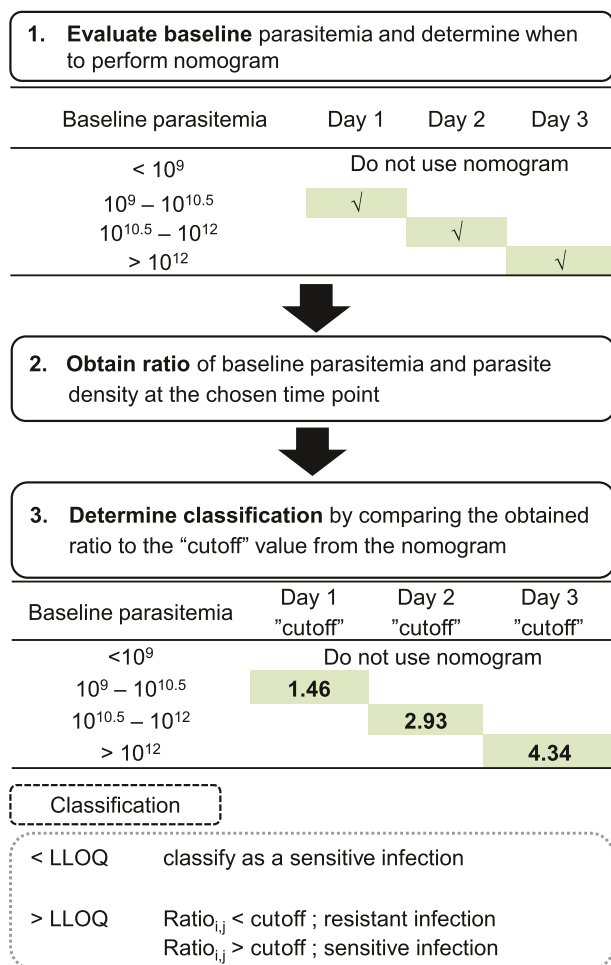 1. Evaluate baseline parasitemia and determine when
to perform nomogram
Baseline parasitemia Day 1 Day 2 Day 3
< 10⁹ Do not use nomogram
10⁹ – 10¹⁰·⁵ √
10¹⁰·⁵ – 10¹² √
> 10¹² √
2. Obtain ratio of baseline parasitemia and parasite
density at the chosen time point
3. Determine classification by comparing the obtained
ratio to the “cutoff” value from the nomogram
Baseline parasitemia Day 1 Day 2 Day 3
”cutoff” ”cutoff” ”cutoff”
<10⁹ Do not use nomogram
10⁹ – 10¹⁰·⁵ 1.46
10¹⁰·⁵ – 10¹² 2.93
> 10¹² 4.34
Classification
< LLOQ classify as a sensitive infection
> LLOQ Ratioᵢ,ⱼ < cutoff ; resistant infection
Ratioᵢ,ⱼ > cutoff ; sensitive infection